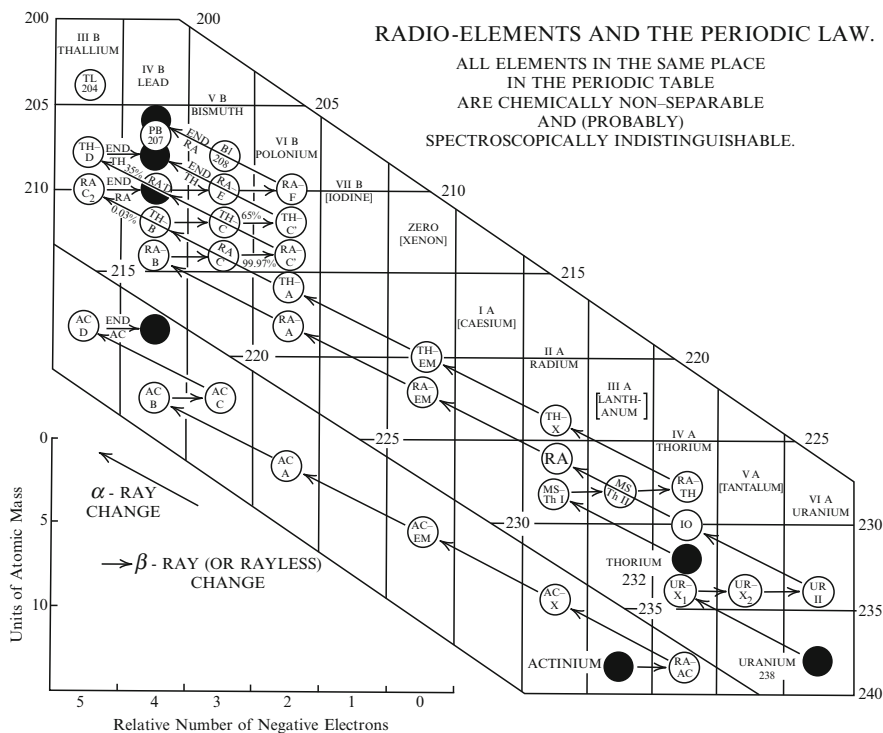 RADIO-ELEMENTS AND THE PERIODIC LAW.
ALL ELEMENTS IN THE SAME PLACE
IN THE PERIODIC TABLE
ARE CHEMICALLY NON–SEPARABLE
AND (PROBABLY)
SPECTROSCOPICALLY INDISTINGUISHABLE.
200
200
III B
THALLIUM
IV B
LEAD
V B
BISMUTH
VI B
POLONIUM
VII B
[IODINE]
ZERO
[XENON]
I A
[CAESIUM]
II A
RADIUM
III A
[LANTH-
ANUM]
IV A
THORIUM
V A
[TANTALUM]
VI A
URANIUM
TL
204
205
205
PB
207
END
RA
BI
208
TH–
D
END
TH
35%
END
TH
210
RA
C2
END
RA
RA'D
RA–
E
RA–
F
210
0.03%
TH–
B
TH–
C
65%
TH–
C'
RA–
B
RA
C
99.97%
RA–
C'
215
215
TH–
A
RA–
A
AC
D
END
AC
220
TH–
EM
220
RA–
EM
AC
B
AC
C
TH–
X
225
225
AC
A
RA
MS–
Th I
MS
Th II
RA–
TH
230
IO
230
AC–
EM
THORIUM
232
UR–
X1
UR–
X2
UR
II
AC–
X
235
235
ACTINIUM
RA–
AC
URANIUM
238
240
α - RAY
CHANGE
β - RAY (OR RAYLESS)
CHANGE
Units of Atomic Mass
0
5
10
15
5
4
3
2
1
0
Relative Number of Negative Electrons